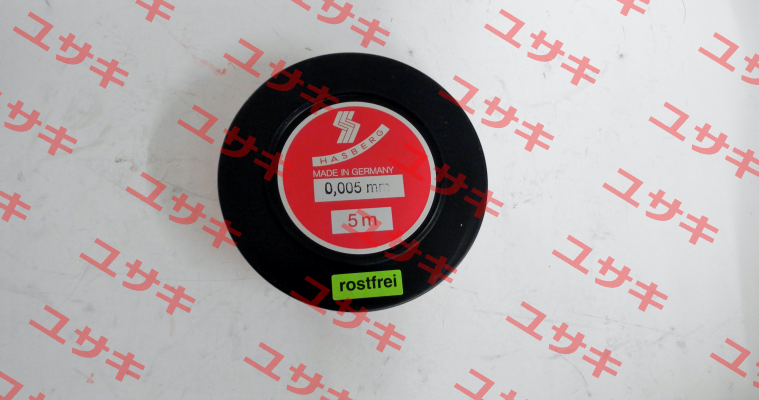 HASBERG
MADE IN GERMANY
0,005 mm
5 m
rostfrei
ユサキ